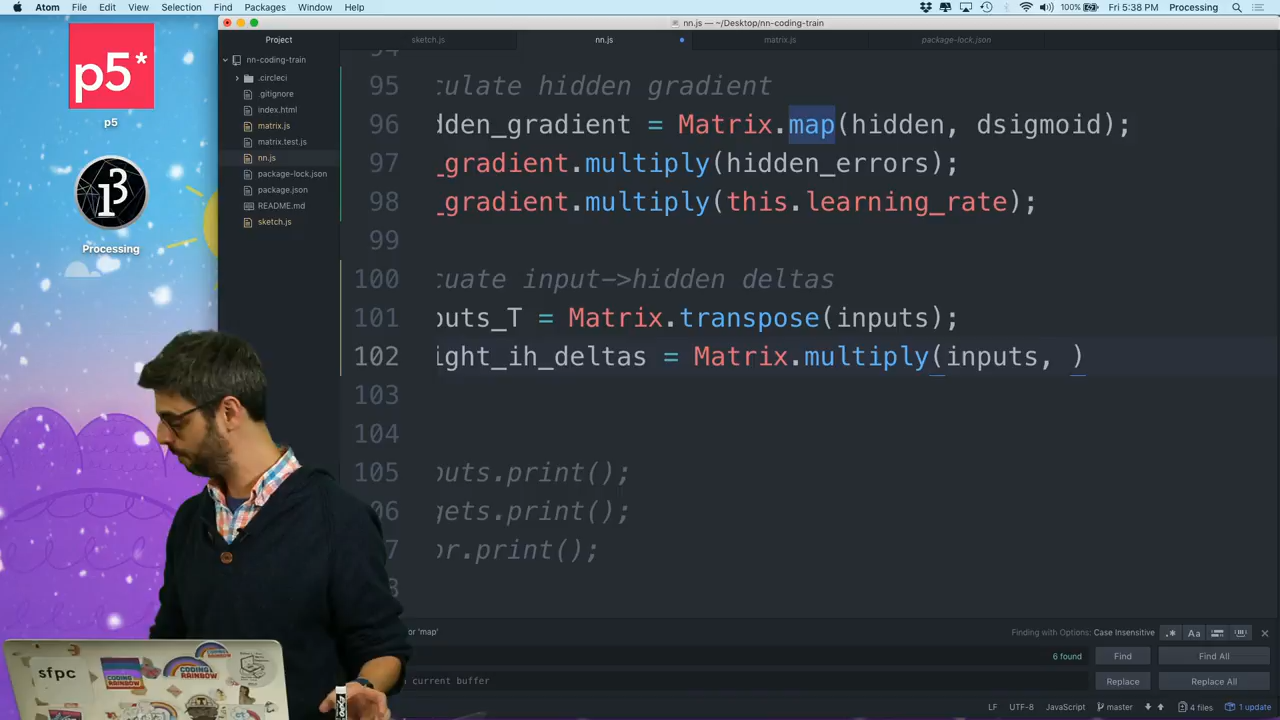 Atom File Edit View Selection Find Packages Window Help 100% Fri 5:38 PM Processing
nn.js — ~/Desktop/nn-coding-train
Project sketch.js nn.js matrix.js package-lock.json
nn-coding-train
.circleci
.gitignore
index.html
matrix.js
matrix.test.js
nn.js
package-lock.json
package.json
README.md
sketch.js
p5*
p5
Processing
95 culate hidden gradient
96 dden_gradient = Matrix.map(hidden, dsigmoid);
97 _gradient.multiply(hidden_errors);
98 _gradient.multiply(this.learning_rate);
99
100 cuate input->hidden deltas
101 puts_T = Matrix.transpose(inputs);
102 ight_ih_deltas = Matrix.multiply(inputs, )
103
104
105 puts.print();
06 gets.print();
7 or.print();
or 'map' Finding with Options: Case Insensitive .* Aa
6 found Find Find All
current buffer Replace Replace All
LF UTF-8 JavaScript master 4 files 1 update
sfpc
CODING RAINBOW